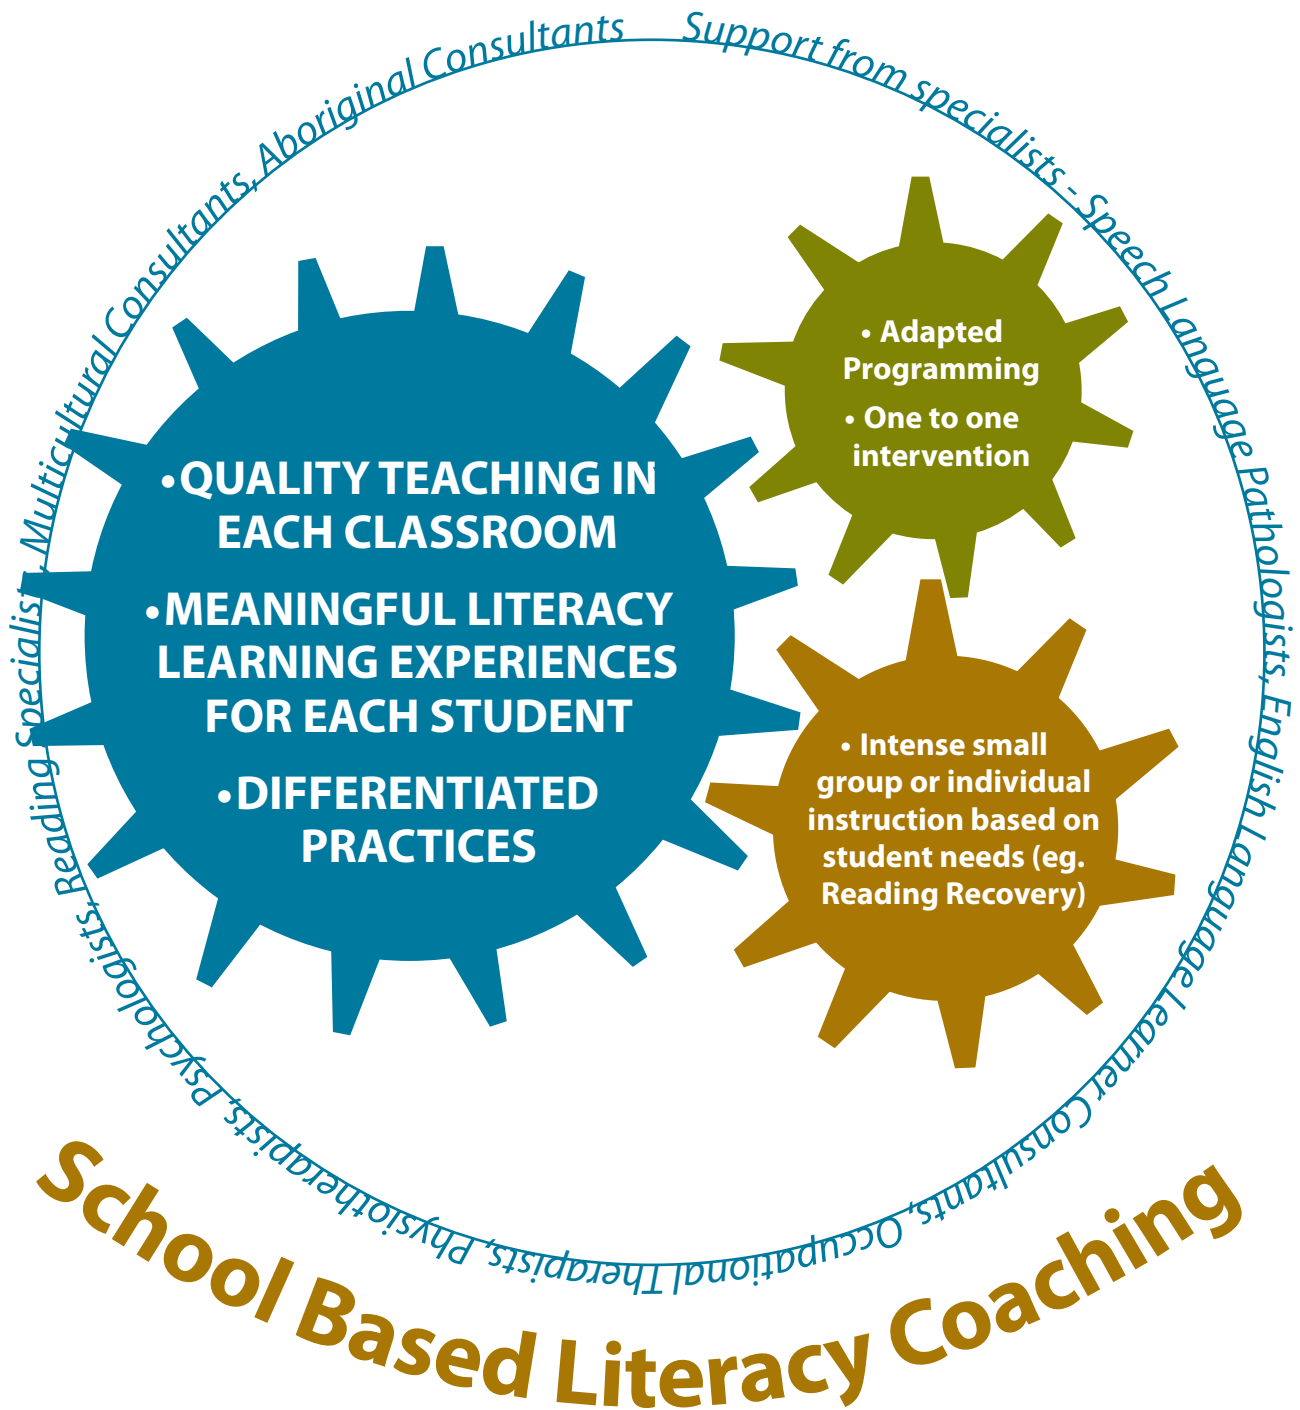 Support from specialists - Speech Language Pathologists, English Language Learner Consultants, Occupational Therapists, Physiotherapists, Psychologists, Reading Specialist, Multicultural Consultants, Aboriginal Consultants
•QUALITY TEACHING IN
EACH CLASSROOM
•MEANINGFUL LITERACY
LEARNING EXPERIENCES
FOR EACH STUDENT
•DIFFERENTIATED
PRACTICES
• Adapted
Programming
• One to one
intervention
• Intense small
group or individual
instruction based on
student needs (eg.
Reading Recovery)
School Based Literacy Coaching